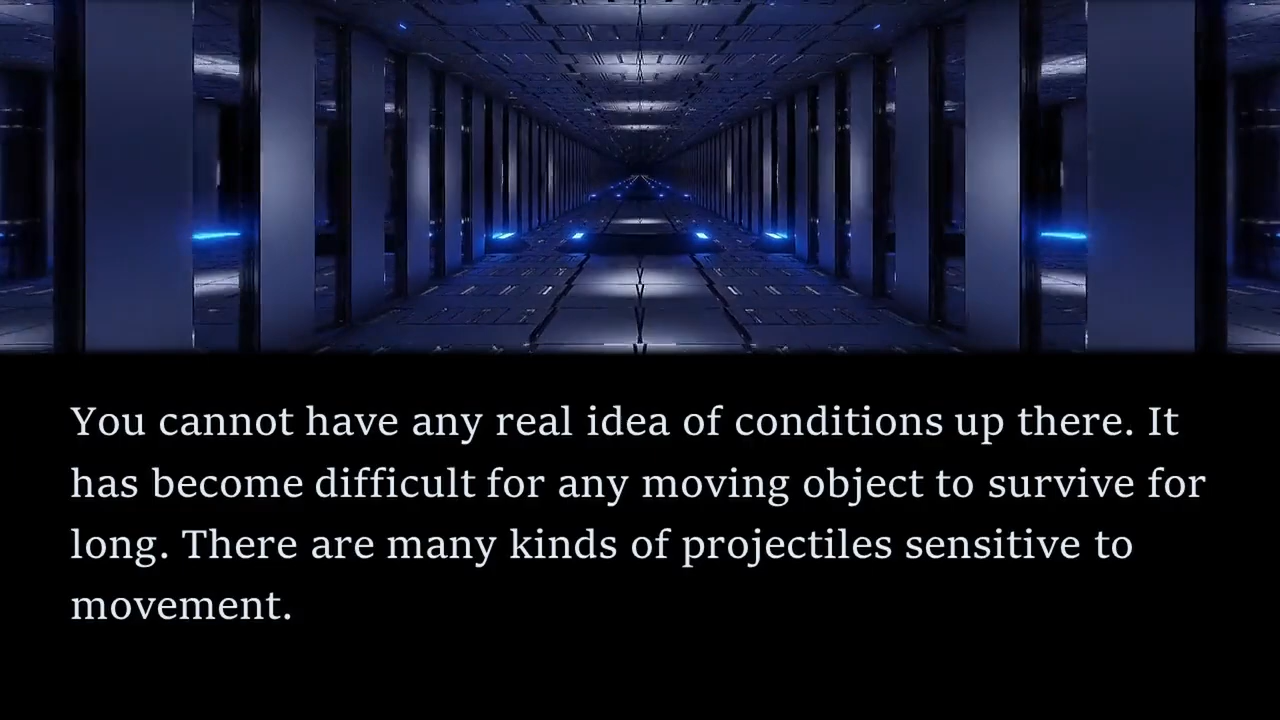 You cannot have any real idea of conditions up there. It
has become difficult for any moving object to survive for
long. There are many kinds of projectiles sensitive to
movement.